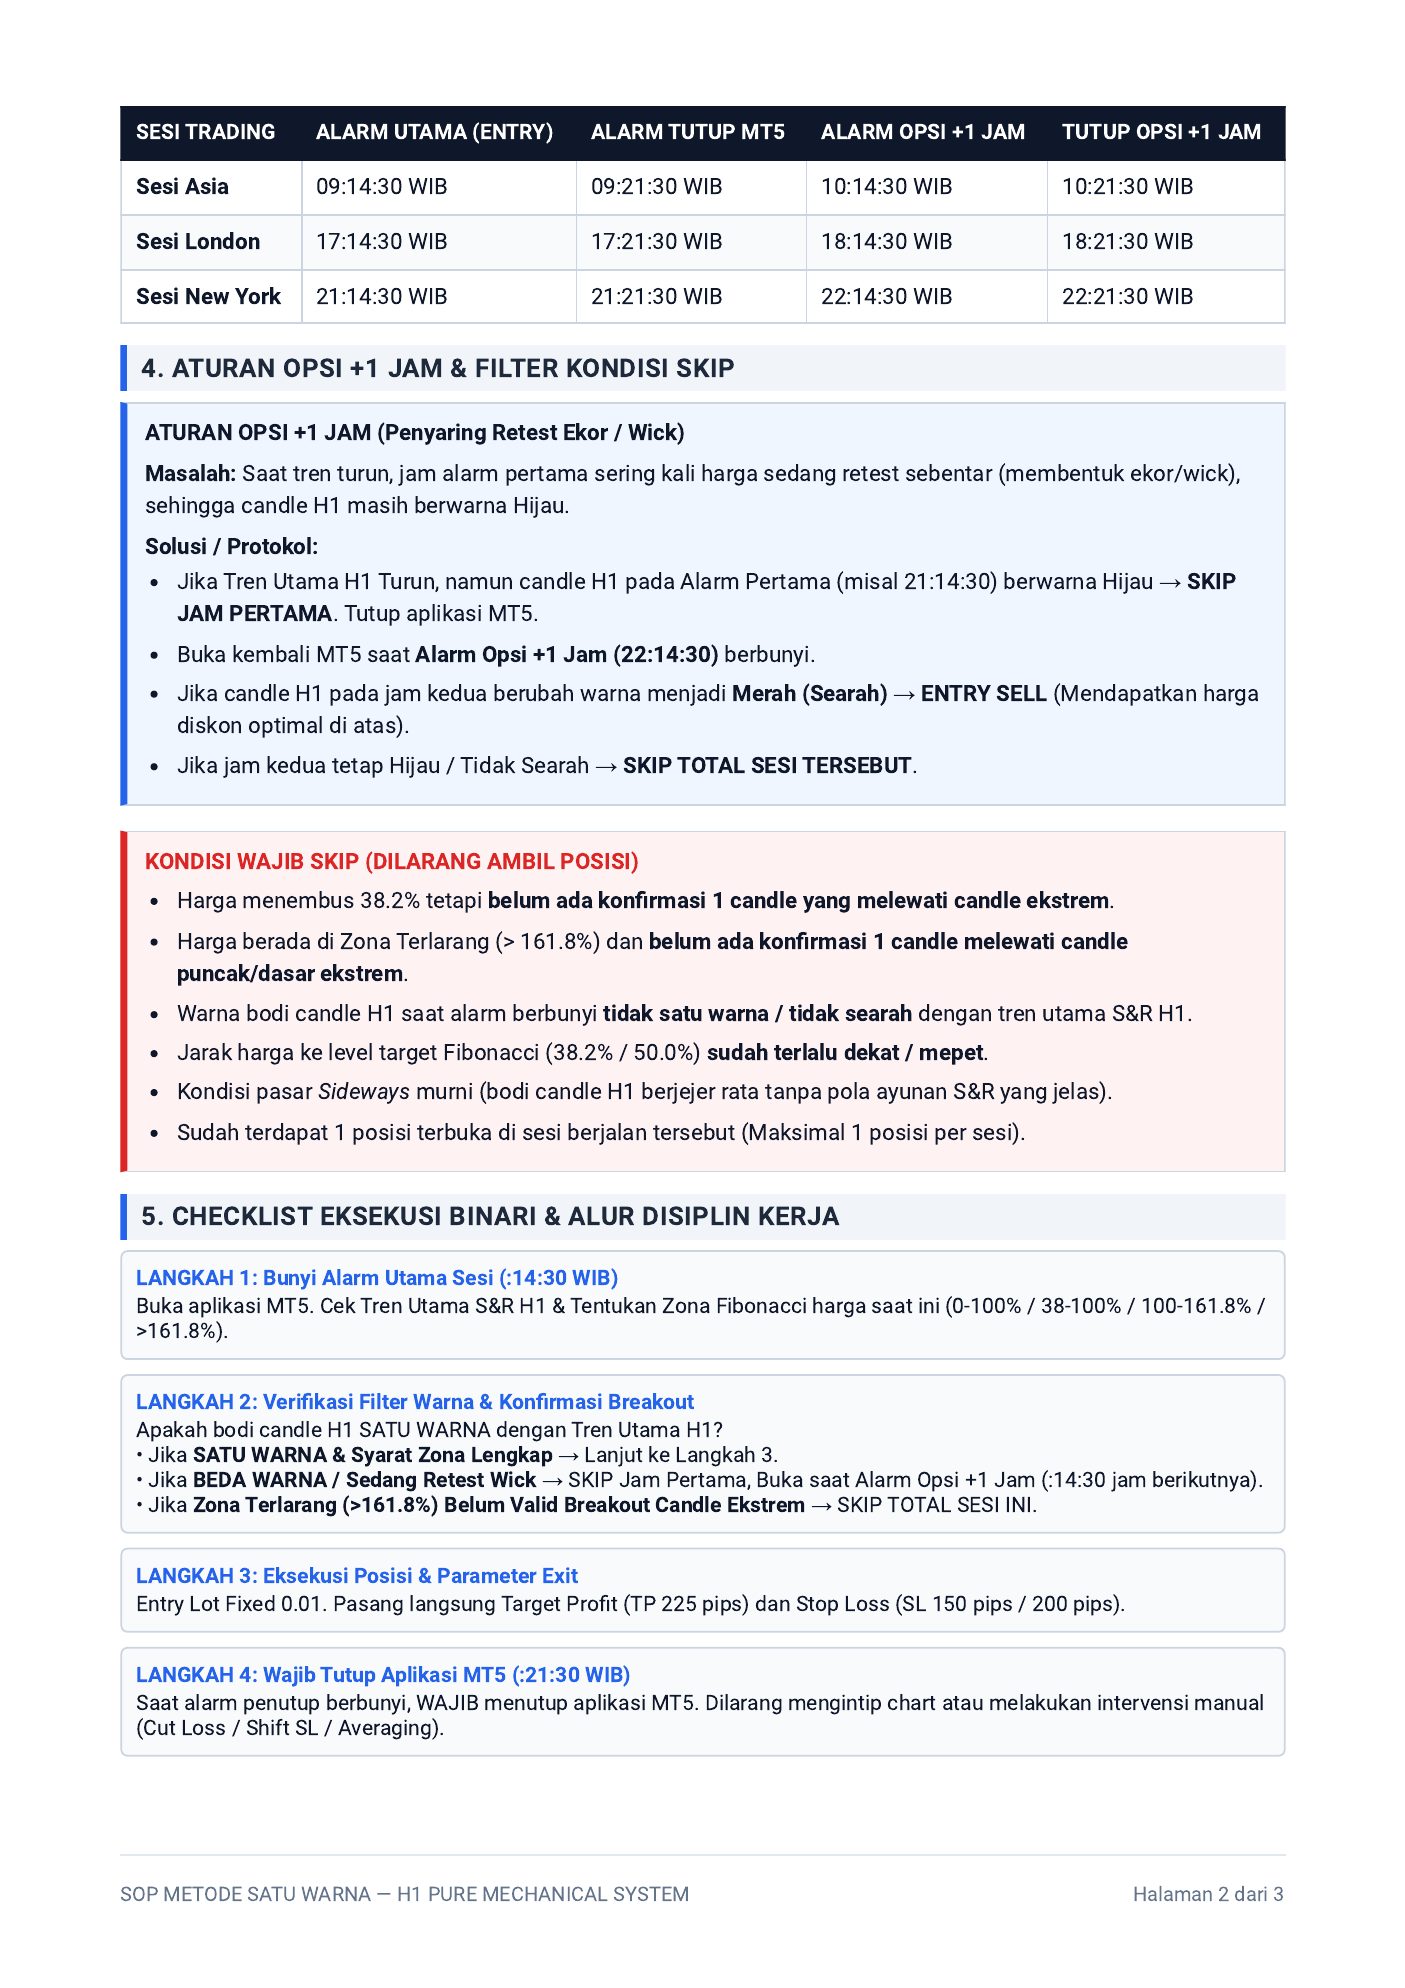 SESI TRADING ALARM UTAMA (ENTRY) ALARM TUTUP MT5 ALARM OPSI +1 JAM TUTUP OPSI +1 JAM
Sesi Asia 09:14:30 WIB 09:21:30 WIB 10:14:30 WIB 10:21:30 WIB
Sesi London 17:14:30 WIB 17:21:30 WIB 18:14:30 WIB 18:21:30 WIB
Sesi New York 21:14:30 WIB 21:21:30 WIB 22:14:30 WIB 22:21:30 WIB
4. ATURAN OPSI +1 JAM & FILTER KONDISI SKIP
ATURAN OPSI +1 JAM (Penyaring Retest Ekor / Wick)
Masalah: Saat tren turun, jam alarm pertama sering kali harga sedang retest sebentar (membentuk ekor/wick),
sehingga candle H1 masih berwarna Hijau.
Solusi / Protokol:
• Jika Tren Utama H1 Turun, namun candle H1 pada Alarm Pertama (misal 21:14:30) berwarna Hijau → SKIP
JAM PERTAMA. Tutup aplikasi MT5.
• Buka kembali MT5 saat Alarm Opsi +1 Jam (22:14:30) berbunyi.
• Jika candle H1 pada jam kedua berubah warna menjadi Merah (Searah) → ENTRY SELL (Mendapatkan harga
diskon optimal di atas).
• Jika jam kedua tetap Hijau / Tidak Searah → SKIP TOTAL SESI TERSEBUT.
KONDISI WAJIB SKIP (DILARANG AMBIL POSISI)
• Harga menembus 38.2% tetapi belum ada konfirmasi 1 candle yang melewati candle ekstrem.
• Harga berada di Zona Terlarang (> 161.8%) dan belum ada konfirmasi 1 candle melewati candle
puncak/dasar ekstrem.
• Warna bodi candle H1 saat alarm berbunyi tidak satu warna / tidak searah dengan tren utama S&R H1.
• Jarak harga ke level target Fibonacci (38.2% / 50.0%) sudah terlalu dekat / mepet.
• Kondisi pasar Sideways murni (bodi candle H1 berjejer rata tanpa pola ayunan S&R yang jelas).
• Sudah terdapat 1 posisi terbuka di sesi berjalan tersebut (Maksimal 1 posisi per sesi).
5. CHECKLIST EKSEKUSI BINARI & ALUR DISIPLIN KERJA
LANGKAH 1: Bunyi Alarm Utama Sesi (:14:30 WIB)
Buka aplikasi MT5. Cek Tren Utama S&R H1 & Tentukan Zona Fibonacci harga saat ini (0-100% / 38-100% / 100-161.8% /
>161.8%).
LANGKAH 2: Verifikasi Filter Warna & Konfirmasi Breakout
Apakah bodi candle H1 SATU WARNA dengan Tren Utama H1?
• Jika SATU WARNA & Syarat Zona Lengkap → Lanjut ke Langkah 3.
• Jika BEDA WARNA / Sedang Retest Wick → SKIP Jam Pertama, Buka saat Alarm Opsi +1 Jam (:14:30 jam berikutnya).
• Jika Zona Terlarang (>161.8%) Belum Valid Breakout Candle Ekstrem → SKIP TOTAL SESI INI.
LANGKAH 3: Eksekusi Posisi & Parameter Exit
Entry Lot Fixed 0.01. Pasang langsung Target Profit (TP 225 pips) dan Stop Loss (SL 150 pips / 200 pips).
LANGKAH 4: Wajib Tutup Aplikasi MT5 (:21:30 WIB)
Saat alarm penutup berbunyi, WAJIB menutup aplikasi MT5. Dilarang mengintip chart atau melakukan intervensi manual
(Cut Loss / Shift SL / Averaging).
SOP METODE SATU WARNA — H1 PURE MECHANICAL SYSTEM Halaman 2 dari 3